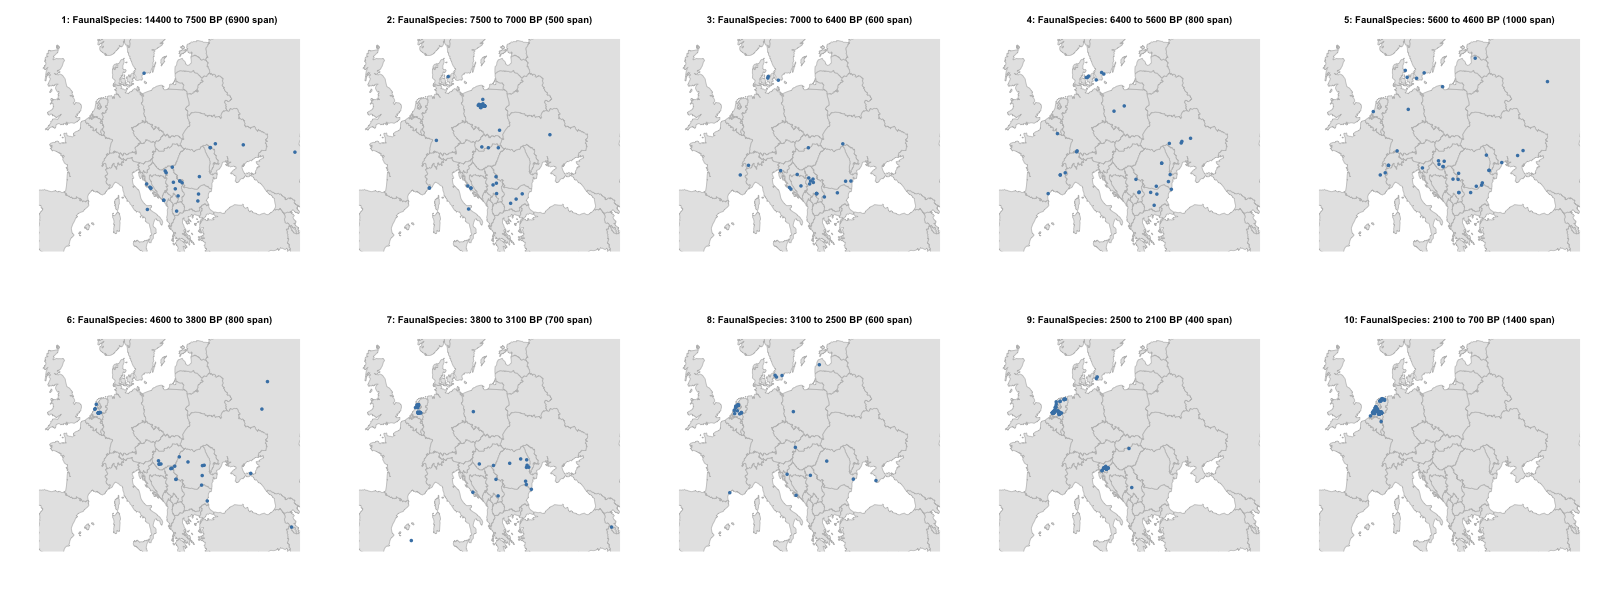 1: FaunalSpecies: 14400 to 7500 BP (6900 span)
2: FaunalSpecies: 7500 to 7000 BP (500 span)
3: FaunalSpecies: 7000 to 6400 BP (600 span)
4: FaunalSpecies: 6400 to 5600 BP (800 span)
5: FaunalSpecies: 5600 to 4600 BP (1000 span)
6: FaunalSpecies: 4600 to 3800 BP (800 span)
7: FaunalSpecies: 3800 to 3100 BP (700 span)
8: FaunalSpecies: 3100 to 2500 BP (600 span)
9: FaunalSpecies: 2500 to 2100 BP (400 span)
10: FaunalSpecies: 2100 to 700 BP (1400 span)